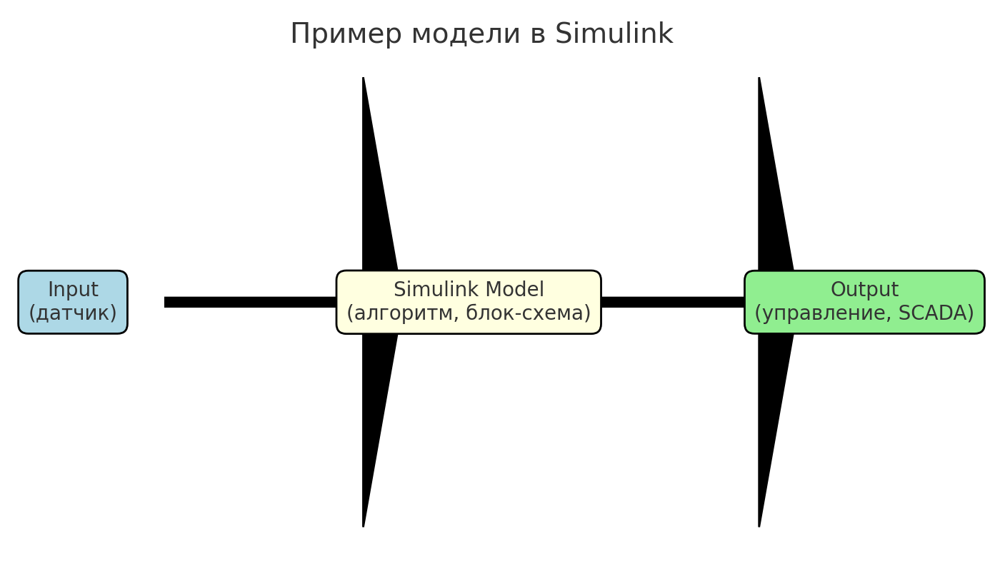 Пример модели в Simulink
Input
(датчик)
Simulink Model
(алгоритм, блок-схема)
Output
(управление, SCADA)